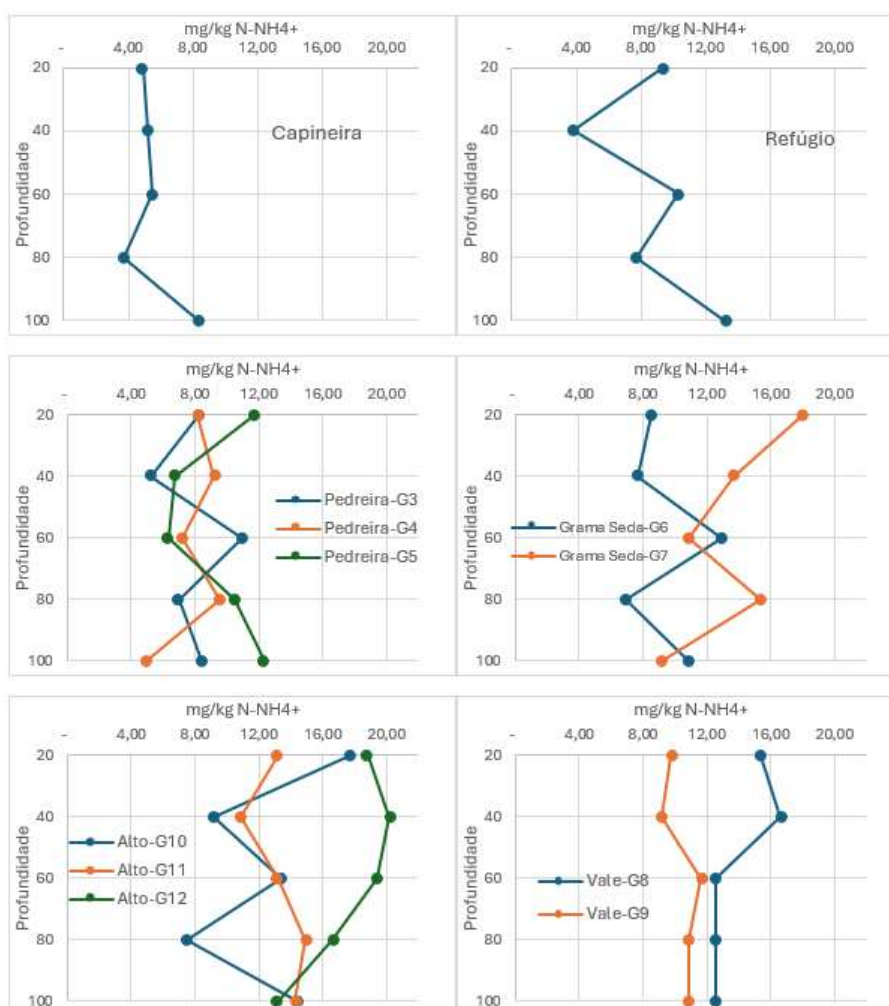 mg/kg N-NH4+
- 4,00 8,00 12,00 16,00 20,00
20
40
60
80
100
Profundidade
Capineira
mg/kg N-NH4+
- 4,00 8,00 12,00 16,00 20,00
20
40
60
80
100
Profundidade
Refúgio
mg/kg N-NH4+
- 4,00 8,00 12,00 16,00 20,00
20
40
60
80
100
Profundidade
Pedreira-G3
Pedreira-G4
Pedreira-G5
mg/kg N-NH4+
- 4,00 8,00 12,00 16,00 20,00
20
40
60
80
100
Profundidade
Grama Seda-G6
Grama Seda-G7
mg/kg N-NH4+
- 4,00 8,00 12,00 16,00 20,00
20
40
60
80
100
Profundidade
Alto-G10
Alto-G11
Alto-G12
mg/kg N-NH4+
- 4,00 8,00 12,00 16,00 20,00
20
40
60
80
100
Profundidade
Vale-G8
Vale-G9